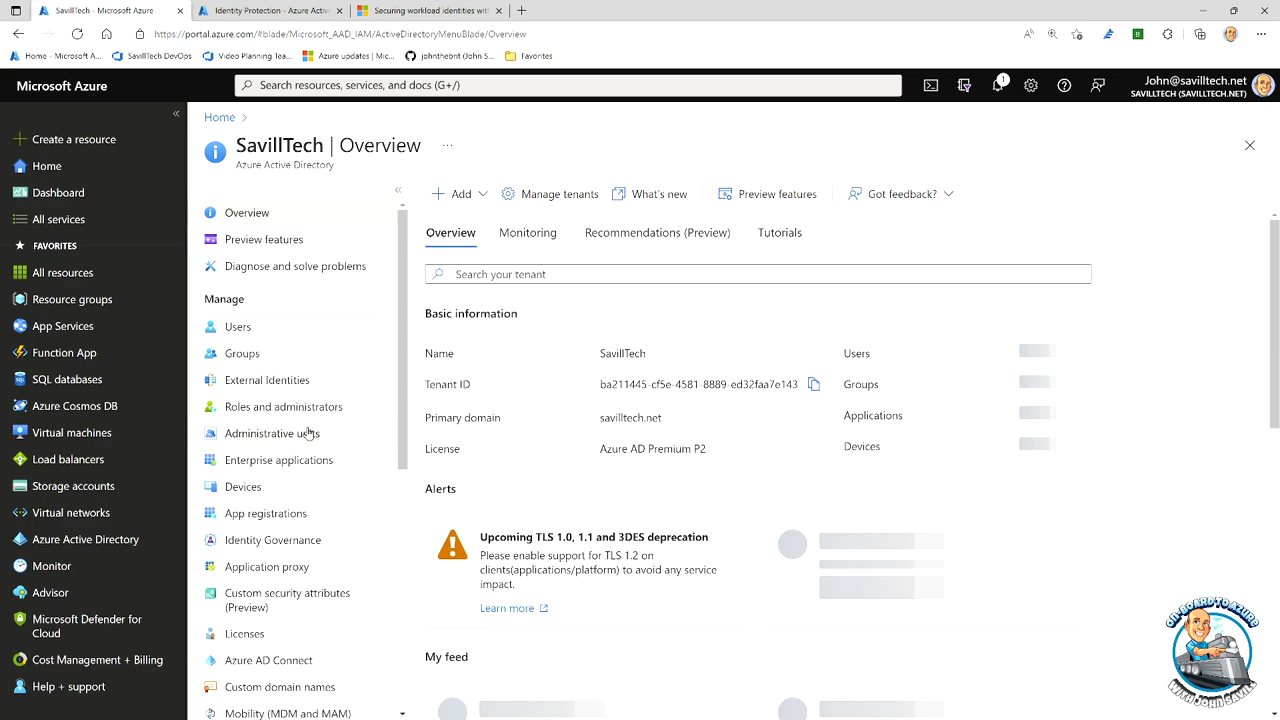 SavillTech - Microsoft Azure
Identity Protection - Azure Activ
Securing workload identities wit
https://portal.azure.com/#blade/Microsoft_AAD_IAM/ActiveDirectoryMenuBlade/Overview
Home - Microsoft A...
SavillTech DevOps
Video Planning Tea...
Azure updates | Mic...
johnthebrit (John S...
Favorites
Microsoft Azure
Search resources, services, and docs (G+/)
1
John@savilltech.net
SAVILLTECH (SAVILLTECH.NET)
Create a resource
Home
Dashboard
All services
FAVORITES
All resources
Resource groups
App Services
Function App
SQL databases
Azure Cosmos DB
Virtual machines
Load balancers
Storage accounts
Virtual networks
Azure Active Directory
Monitor
Advisor
Microsoft Defender for
Cloud
Cost Management + Billing
Help + support
Home >
SavillTech | Overview ...
Azure Active Directory
Overview
Preview features
Diagnose and solve problems
Manage
Users
Groups
External Identities
Roles and administrators
Administrative units
Enterprise applications
Devices
App registrations
Identity Governance
Application proxy
Custom security attributes
(Preview)
Licenses
Azure AD Connect
Custom domain names
Mobility (MDM and MAM)
Add
Manage tenants
What's new
Preview features
Got feedback?
Overview
Monitoring
Recommendations (Preview)
Tutorials
Search your tenant
Basic information
Name SavillTech Users
Tenant ID ba211445-cf5e-4581-8889-ed32faa7e143 Groups
Primary domain savilltech.net Applications
License Azure AD Premium P2 Devices
Alerts
Upcoming TLS 1.0, 1.1 and 3DES deprecation
Please enable support for TLS 1.2 on
clients(applications/platform) to avoid any service
impact.
Learn more
My feed
ON-BOARD TO AZURE
WITH JOHN SAVILL